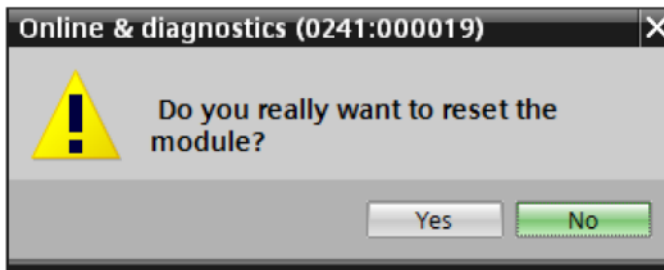 Online & diagnostics (0241:000019)
Do you really want to reset the
module?
Yes No